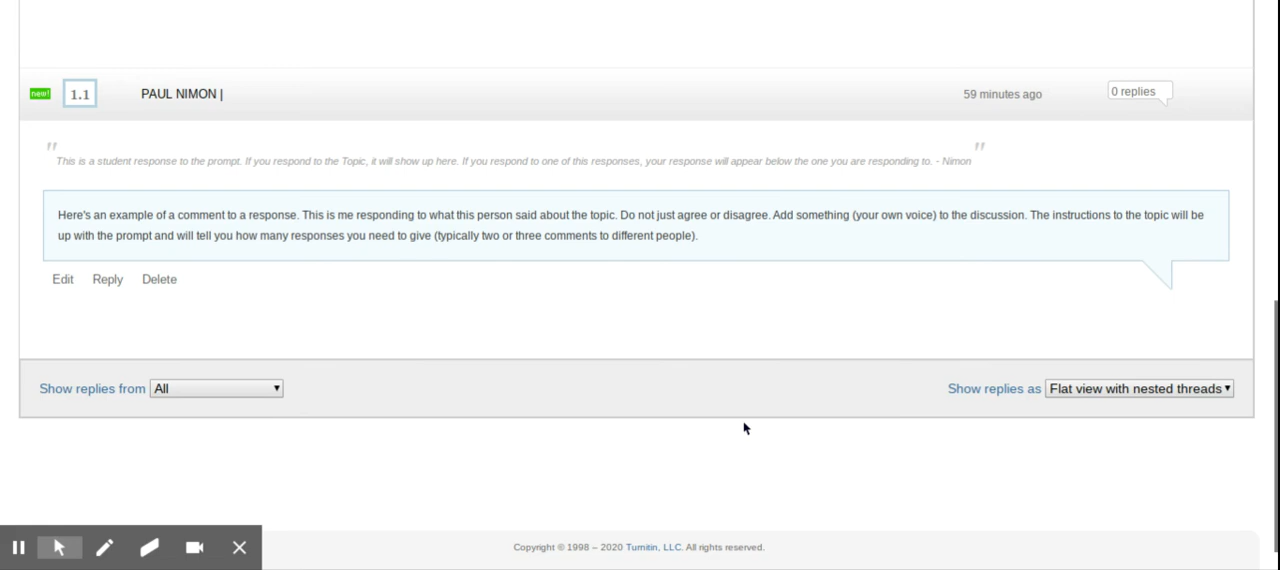 new! 1.1 PAUL NIMON | 59 minutes ago 0 replies
" This is a student response to the prompt. If you respond to the Topic, it will show up here. If you respond to one of this responses, your response will appear below the one you are responding to. - Nimon "
Here's an example of a comment to a response. This is me responding to what this person said about the topic. Do not just agree or disagree. Add something (your own voice) to the discussion. The instructions to the topic will be
up with the prompt and will tell you how many responses you need to give (typically two or three comments to different people).
Edit Reply Delete
Show replies from All Show replies as Flat view with nested threads
Copyright © 1998 – 2020 Turnitin, LLC. All rights reserved.